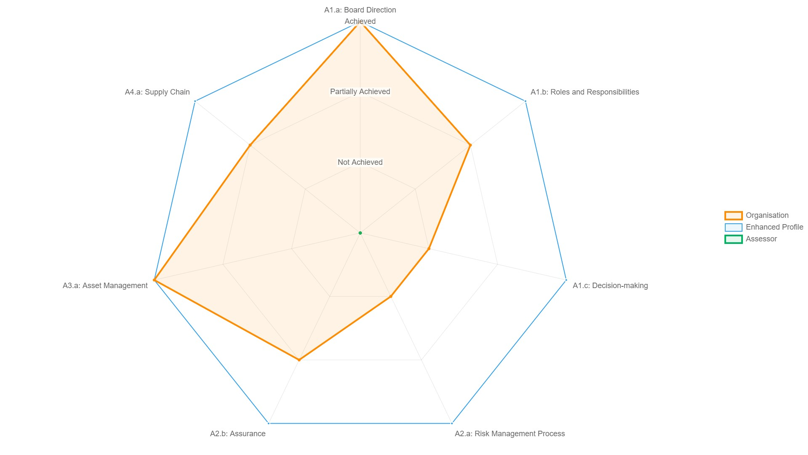 A1.a: Board Direction
Achieved
A4.a: Supply Chain
Partially Achieved
A1.b: Roles and Responsibilities
Not Achieved
Organisation
Enhanced Profile
Assessor
A3.a: Asset Management
A1.c: Decision-making
A2.b: Assurance
A2.a: Risk Management Process